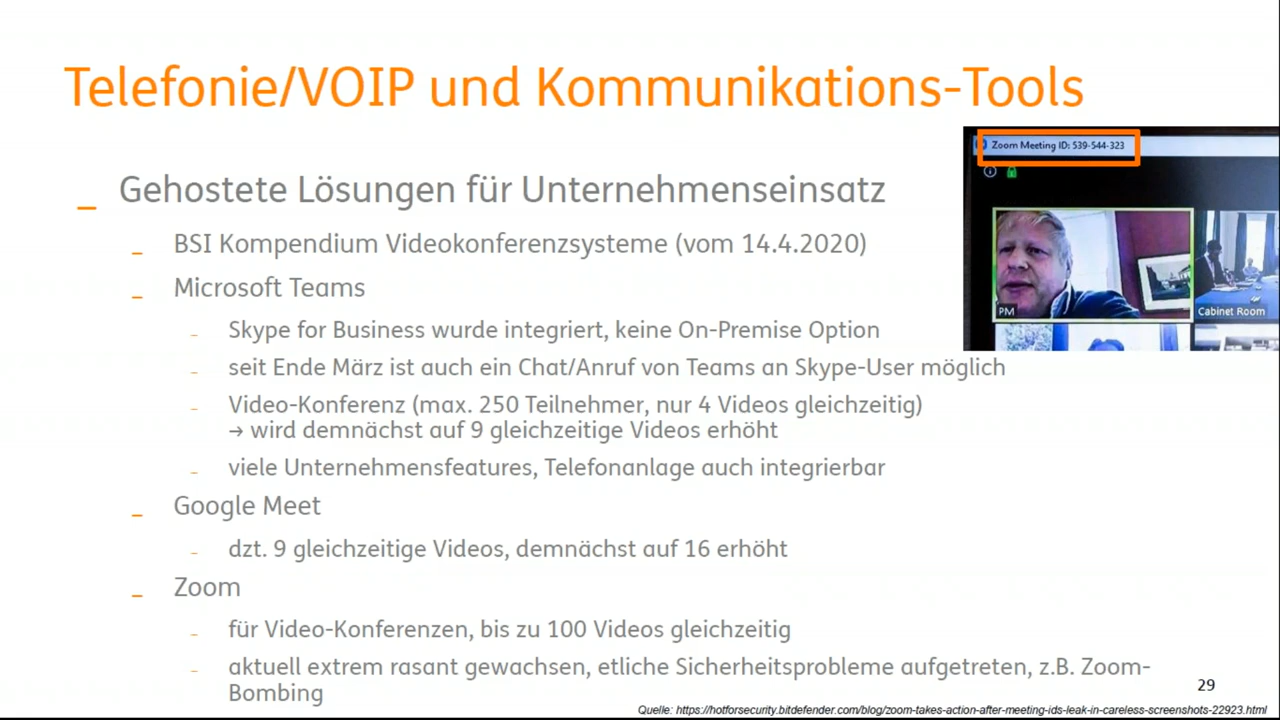 Telefonie/VOIP und Kommunikations-Tools
Zoom Meeting ID: 539-544-323
PM
Cabinet Room
_ Gehostete Lösungen für Unternehmenseinsatz
_ BSI Kompendium Videokonferenzsysteme (vom 14.4.2020)
_ Microsoft Teams
– Skype for Business wurde integriert, keine On-Premise Option
– seit Ende März ist auch ein Chat/Anruf von Teams an Skype-User möglich
– Video-Konferenz (max. 250 Teilnehmer, nur 4 Videos gleichzeitig)
→ wird demnächst auf 9 gleichzeitige Videos erhöht
– viele Unternehmensfeatures, Telefonanlage auch integrierbar
_ Google Meet
– dzt. 9 gleichzeitige Videos, demnächst auf 16 erhöht
_ Zoom
– für Video-Konferenzen, bis zu 100 Videos gleichzeitig
– aktuell extrem rasant gewachsen, etliche Sicherheitsprobleme aufgetreten, z.B. Zoom-
Bombing
29
Quelle: https://hotforsecurity.bitdefender.com/blog/zoom-takes-action-after-meeting-ids-leak-in-careless-screenshots-22923.html